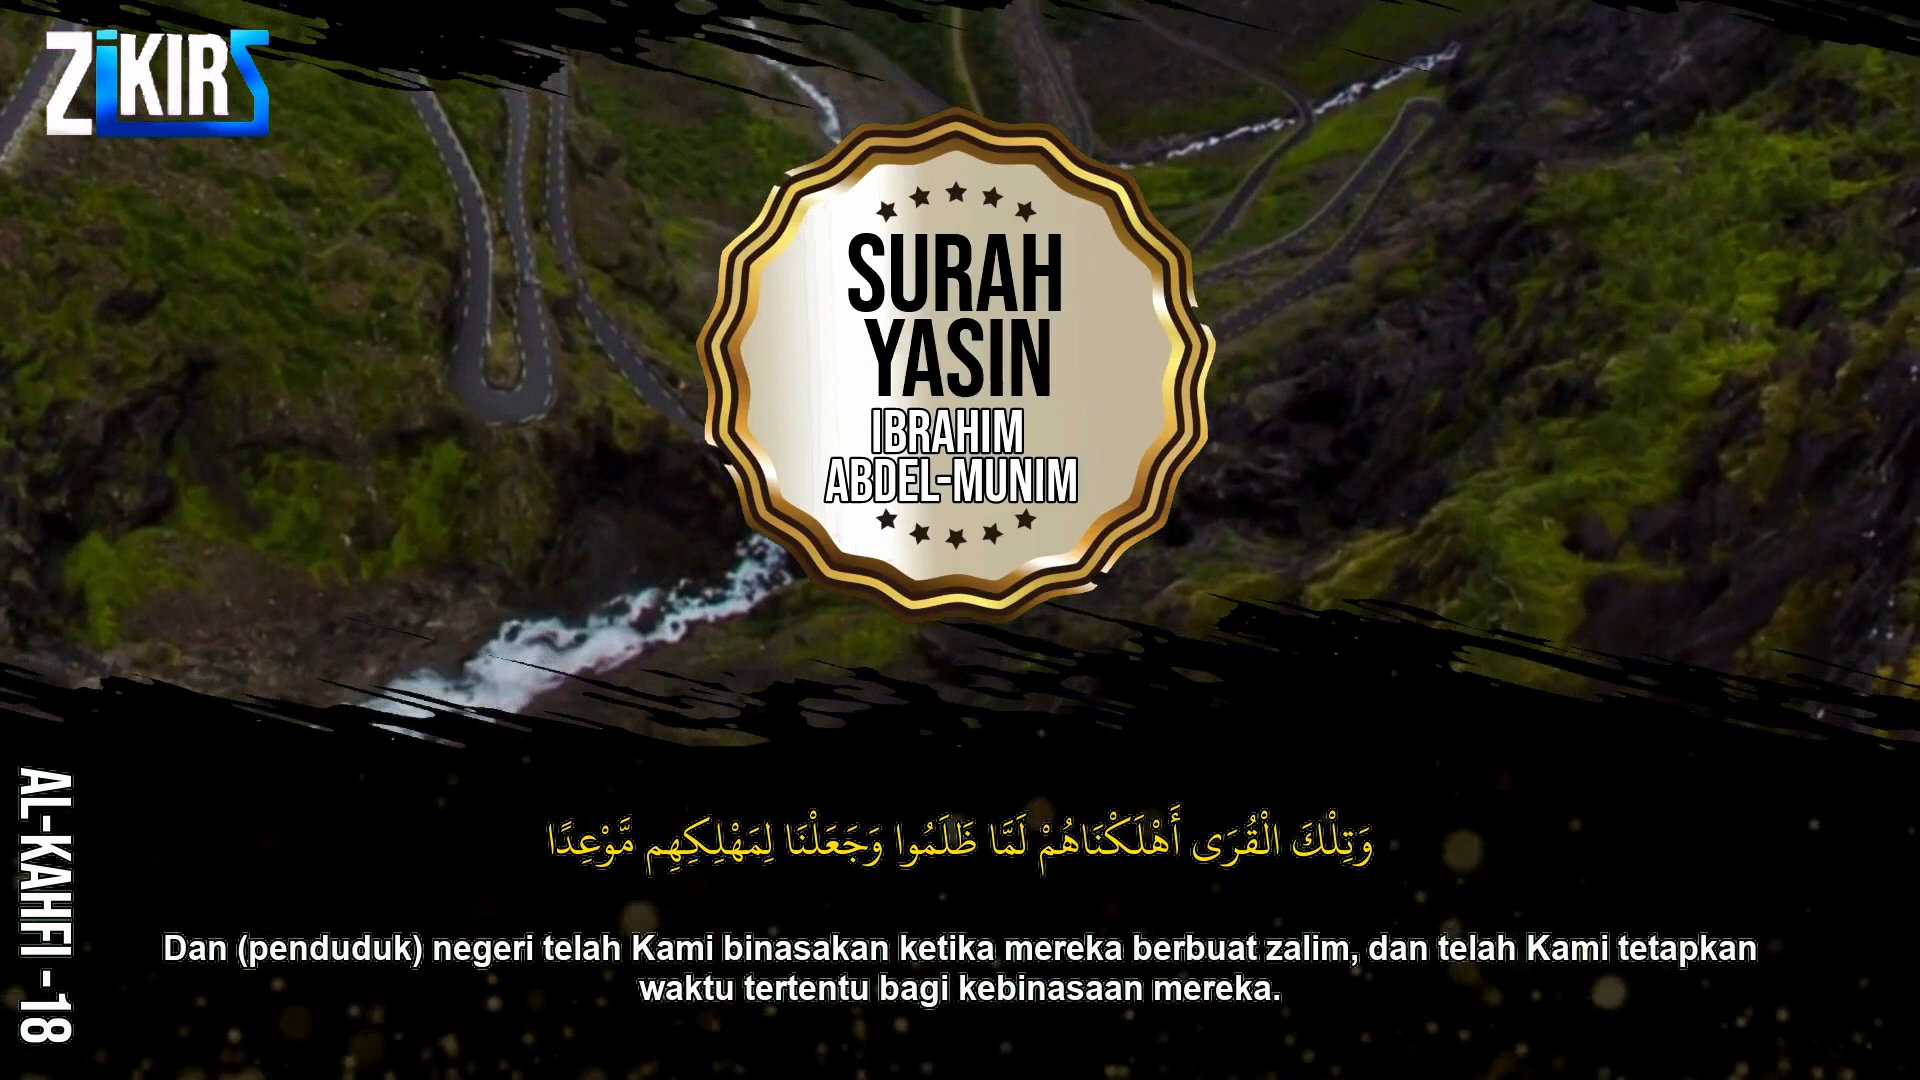 ZiKIRS
SURAH
YASIN
IBRAHIM
ABDEL-MUNIM
AL-KAHFI - 18
وَتِلْكَ الْقُرَى أَهْلَكْنَاهُمْ لَمَّا ظَلَمُوا وَجَعَلْنَا لِمَهْلِكِهِم مَّوْعِدًا
Dan (penduduk) negeri telah Kami binasakan ketika mereka berbuat zalim, dan telah Kami tetapkan
waktu tertentu bagi kebinasaan mereka.